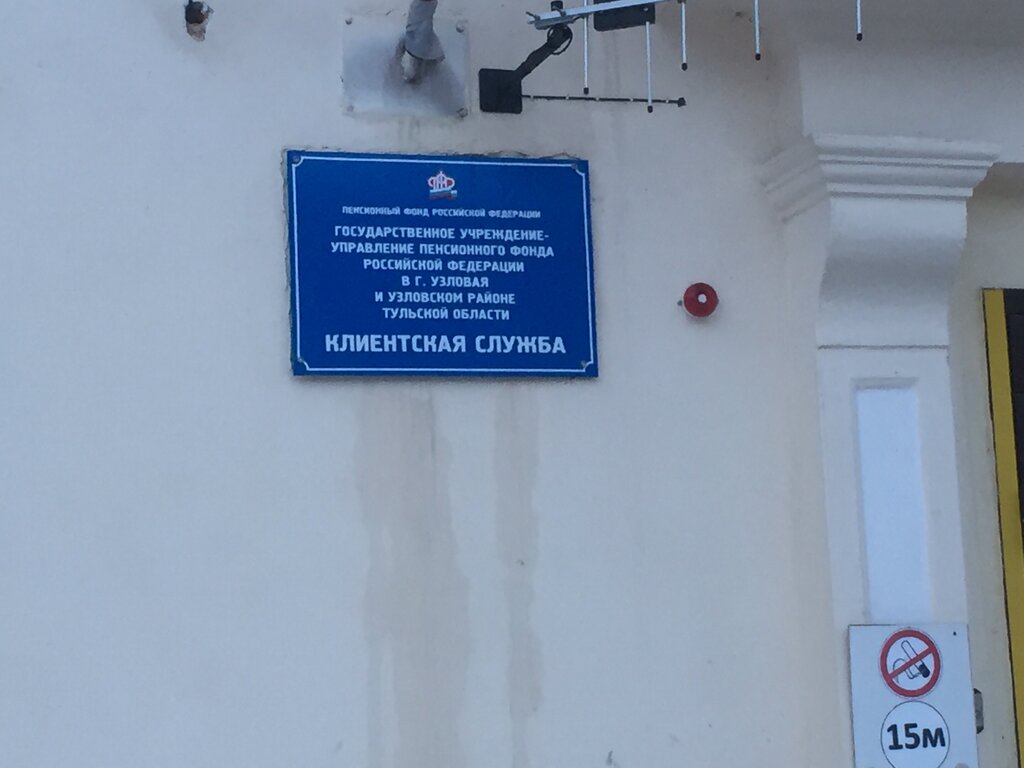 ПЕНСИОННЫЙ ФОНД РОССИЙСКОЙ ФЕДЕРАЦИИ
ГОСУДАРСТВЕННОЕ УЧРЕЖДЕНИЕ-
УПРАВЛЕНИЕ ПЕНСИОННОГО ФОНДА
РОССИЙСКОЙ ФЕДЕРАЦИИ
В Г. УЗЛОВАЯ
И УЗЛОВСКОМ РАЙОНЕ
ТУЛЬСКОЙ ОБЛАСТИ
КЛИЕНТСКАЯ СЛУЖБА
15м